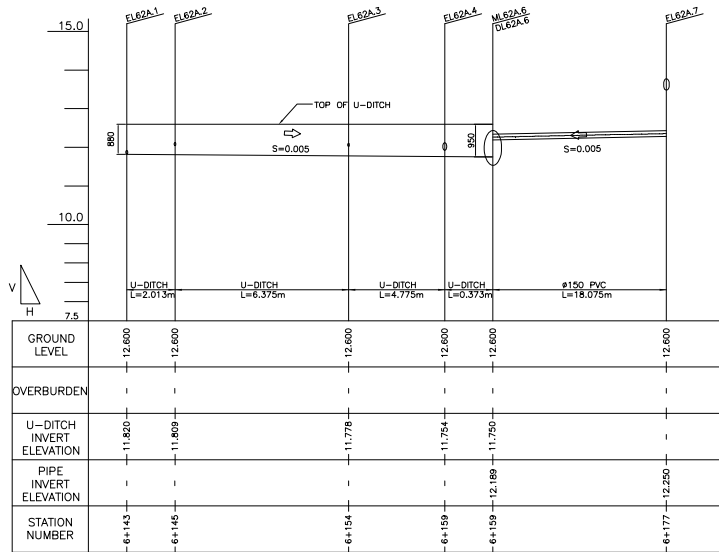 EL62A.1
EL62A.2
EL62A.3
EL62A.4
ML62A.6
DL62A.6
EL62A.7
15.0
TOP OF U-DITCH
880
S=0.005
950
S=0.005
10.0
V
H
7.5
U-DITCH
L=2.013m
U-DITCH
L=6.375m
U-DITCH
L=4.775m
U-DITCH
L=0.373m
ø150 PVC
L=18.075m
GROUND
LEVEL
12.600
12.600
12.600
12.600
12.600
12.600
OVERBURDEN
-
-
-
-
-
-
U-DITCH
INVERT
ELEVATION
11.820
11.809
11.778
11.754
11.750
-
PIPE
INVERT
ELEVATION
-
-
-
-
12.189
12.250
STATION
NUMBER
6+143
6+145
6+154
6+159
6+159
6+177